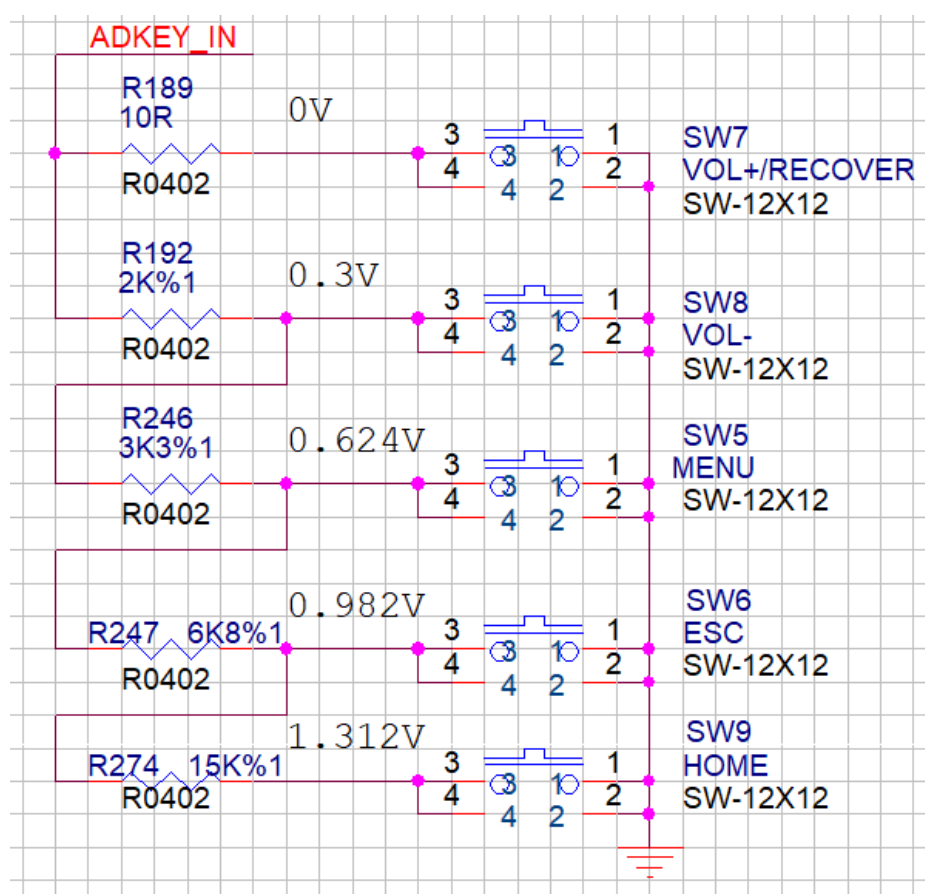 ADKEY_IN
R189
10R
R0402
0V
3
4
3 1
4 2
1
2
SW7
VOL+/RECOVER
SW-12X12
R192
2K%1
R0402
0.3V
3
4
3 1
4 2
1
2
SW8
VOL-
SW-12X12
R246
3K3%1
R0402
0.624V
3
4
3 1
4 2
1
2
SW5
MENU
SW-12X12
R247 6K8%1
R0402
0.982V
3
4
3 1
4 2
1
2
SW6
ESC
SW-12X12
R274 15K%1
R0402
1.312V
3
4
3 1
4 2
1
2
SW9
HOME
SW-12X12